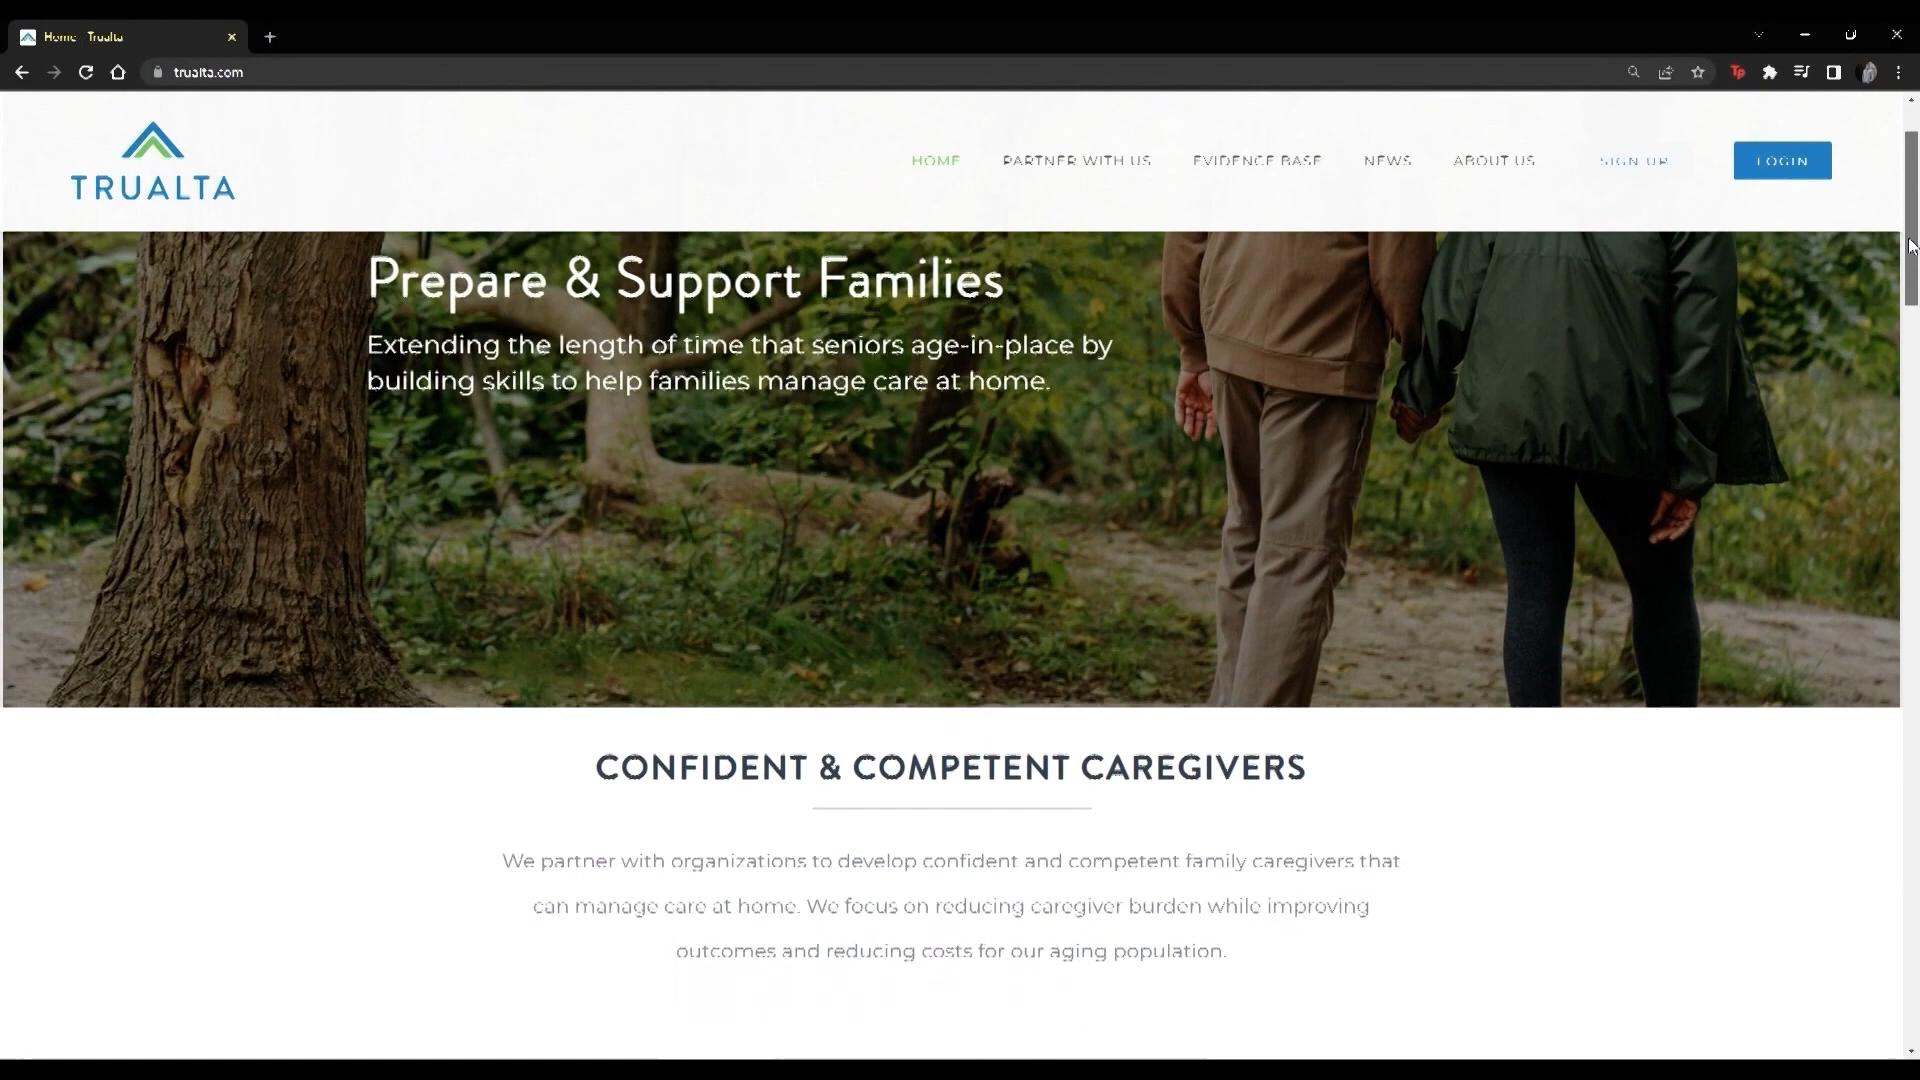 Home - Trualta
trualta.com
TRUALTA
HOME
PARTNER WITH US
EVIDENCE BASE
NEWS
ABOUT US
SIGN UP
LOGIN
Prepare & Support Families
Extending the length of time that seniors age-in-place by
building skills to help families manage care at home.
CONFIDENT & COMPETENT CAREGIVERS
We partner with organizations to develop confident and competent family caregivers that
can manage care at home. We focus on reducing caregiver burden while improving
outcomes and reducing costs for our aging population.